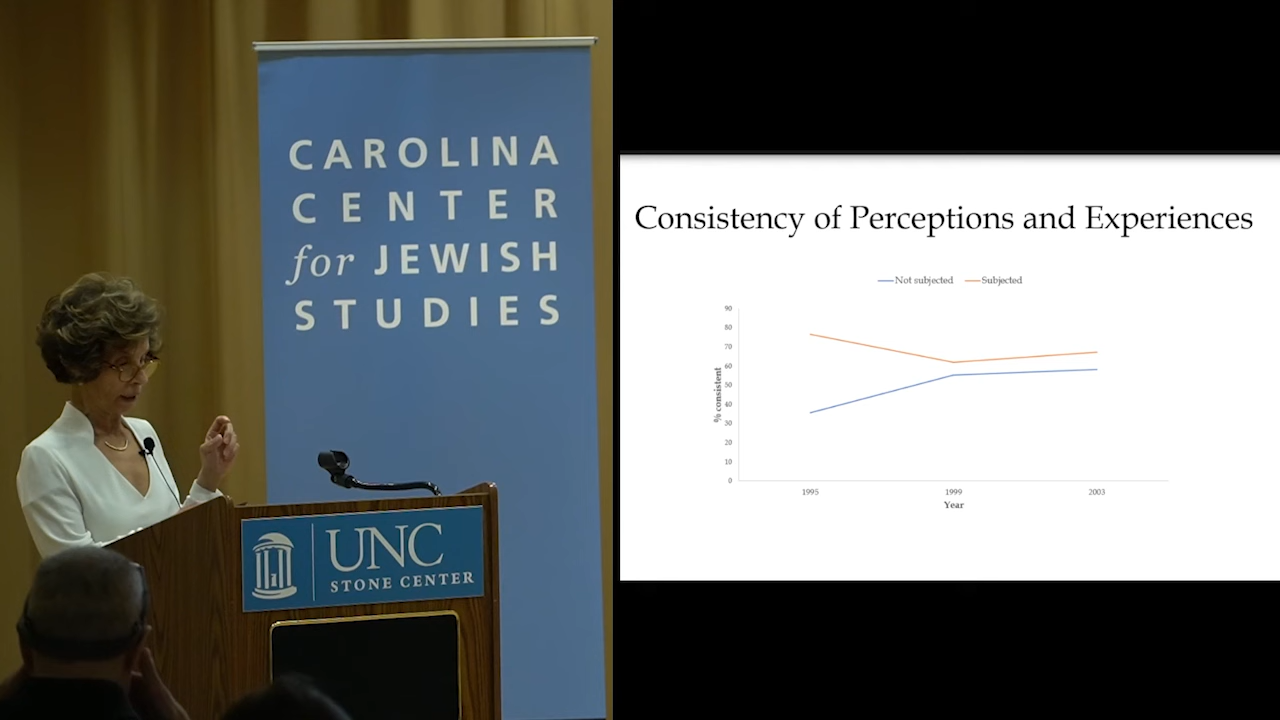 CAROLINA
CENTER
for JEWISH
STUDIES
UNC
STONE CENTER
Consistency of Perceptions and Experiences
Not subjected
Subjected
90
80
70
60
50
40
30
20
10
0
% consistent
1995
1999
2003
Year